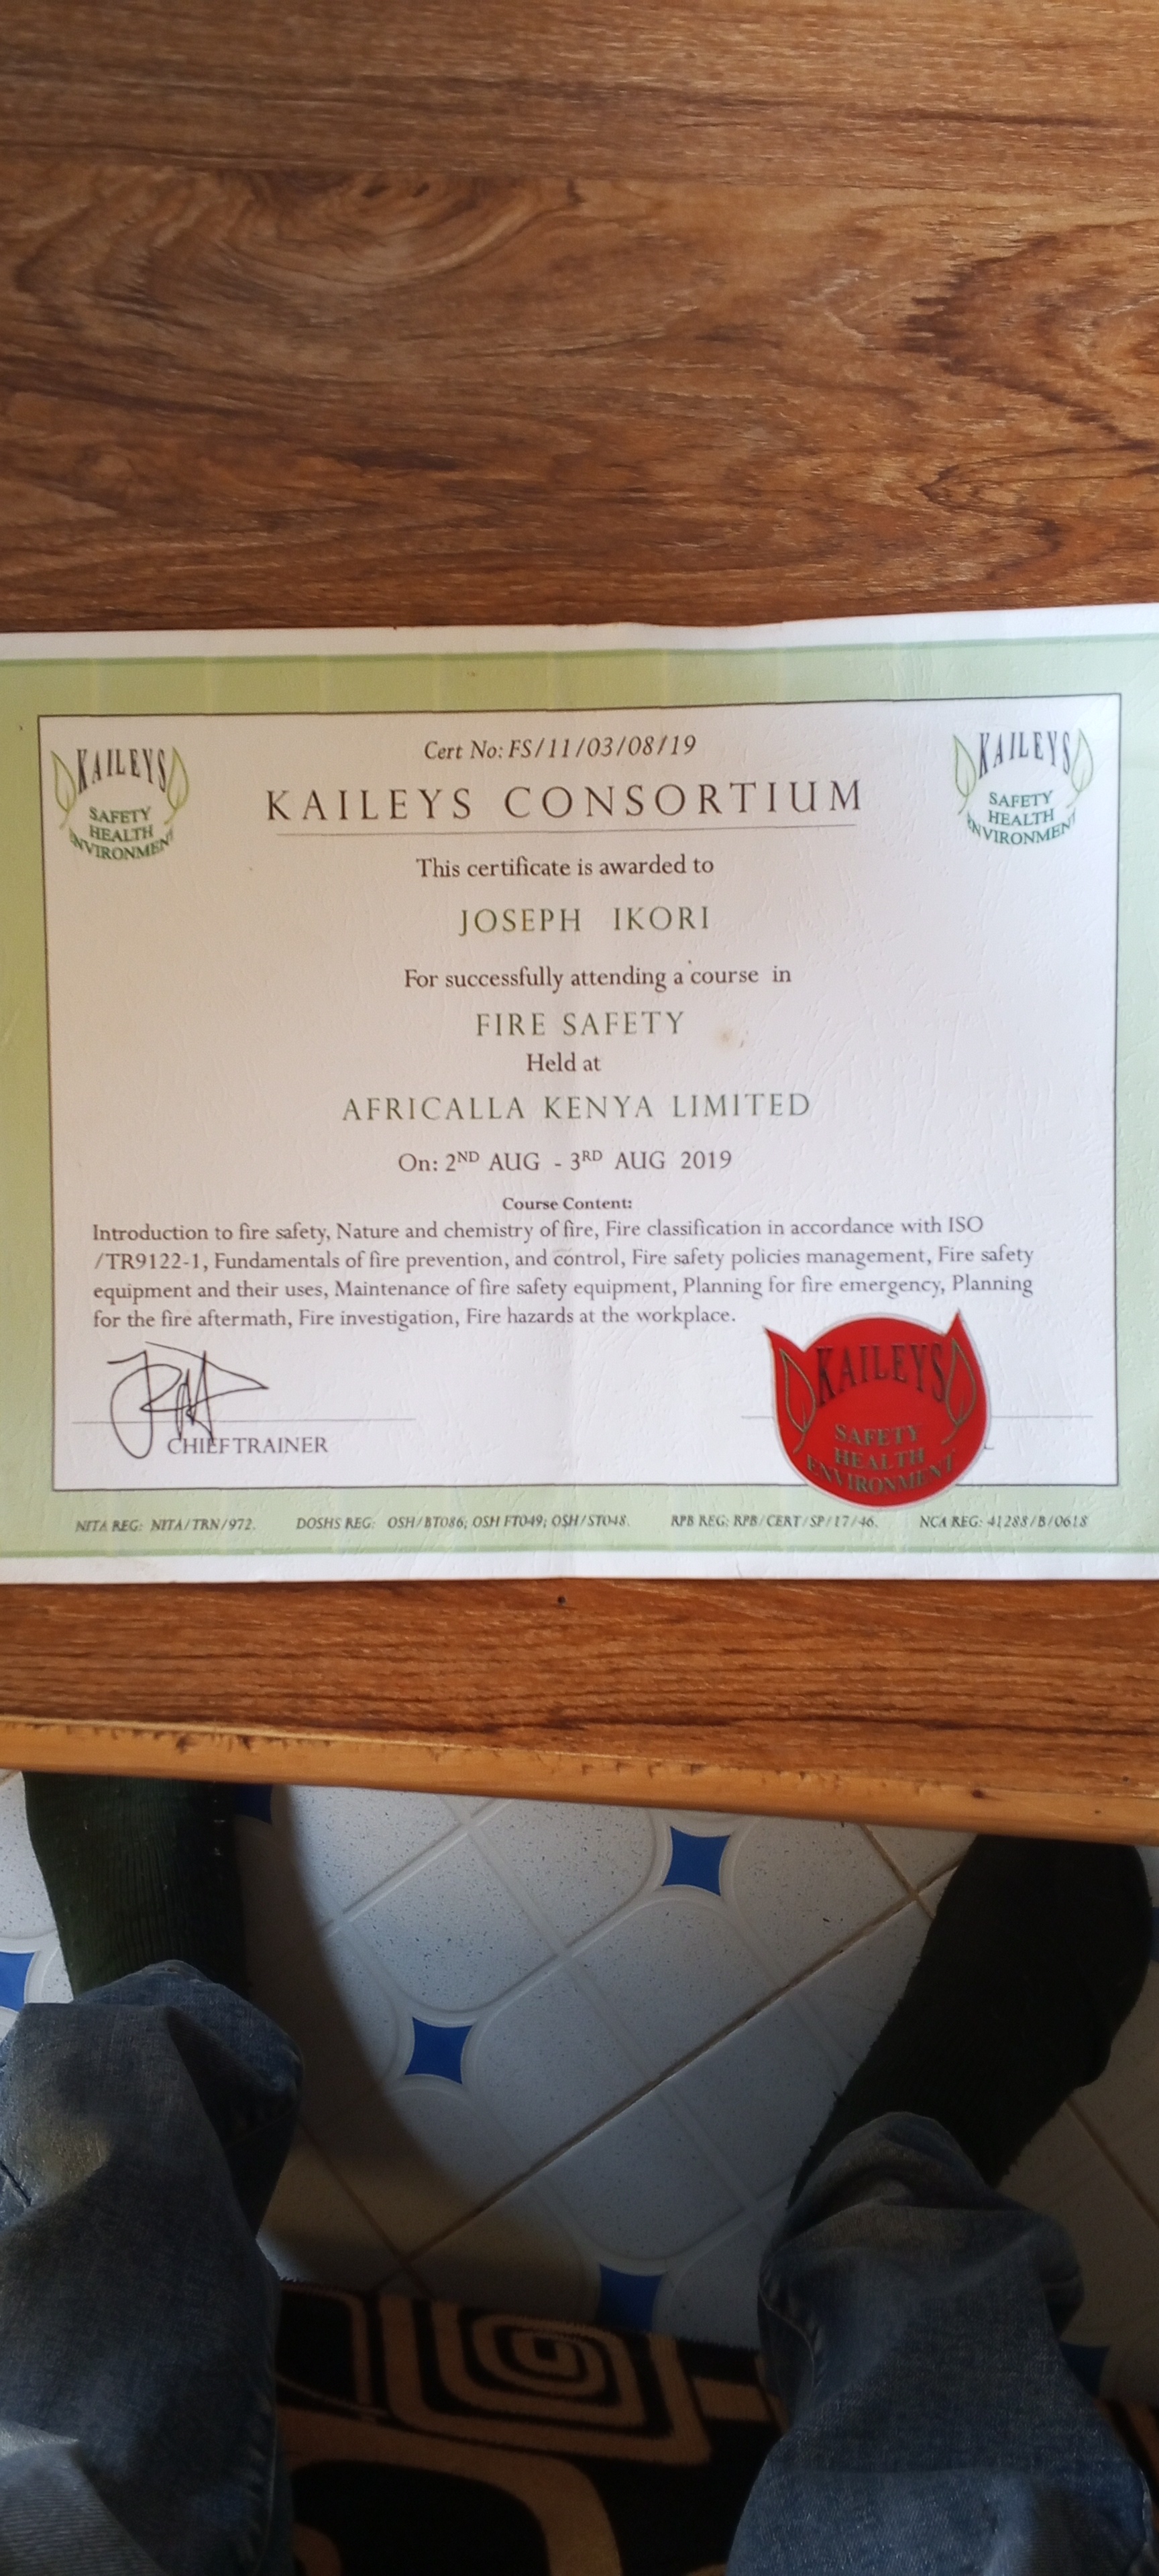 Cert No: FS/11/03/08/19
KAILEYS
SAFETY
HEALTH
ENVIRONMENT
KAILEYS CONSORTIUM
KAILEYS
SAFETY
HEALTH
ENVIRONMENT
This certificate is awarded to
JOSEPH IKORI
For successfully attending a course in
FIRE SAFETY
Held at
AFRICALLA KENYA LIMITED
On: 2ND AUG - 3RD AUG 2019
Course Content:
Introduction to fire safety, Nature and chemistry of fire, Fire classification in accordance with ISO
/TR9122-1, Fundamentals of fire prevention, and control, Fire safety policies management, Fire safety
equipment and their uses, Maintenance of fire safety equipment, Planning for fire emergency, Planning
for the fire aftermath, Fire investigation, Fire hazards at the workplace.
CHIEF TRAINER
KAILEYS
SAFETY
HEALTH
ENVIRONMENT
NITA REG: NITA/TRN/972. DOSHS REG: OSH/BT086; OSH FT049; OSH/ST048. RPB REG: RPB/CERT/SP/17/46. NCA REG: 41288/B/0618